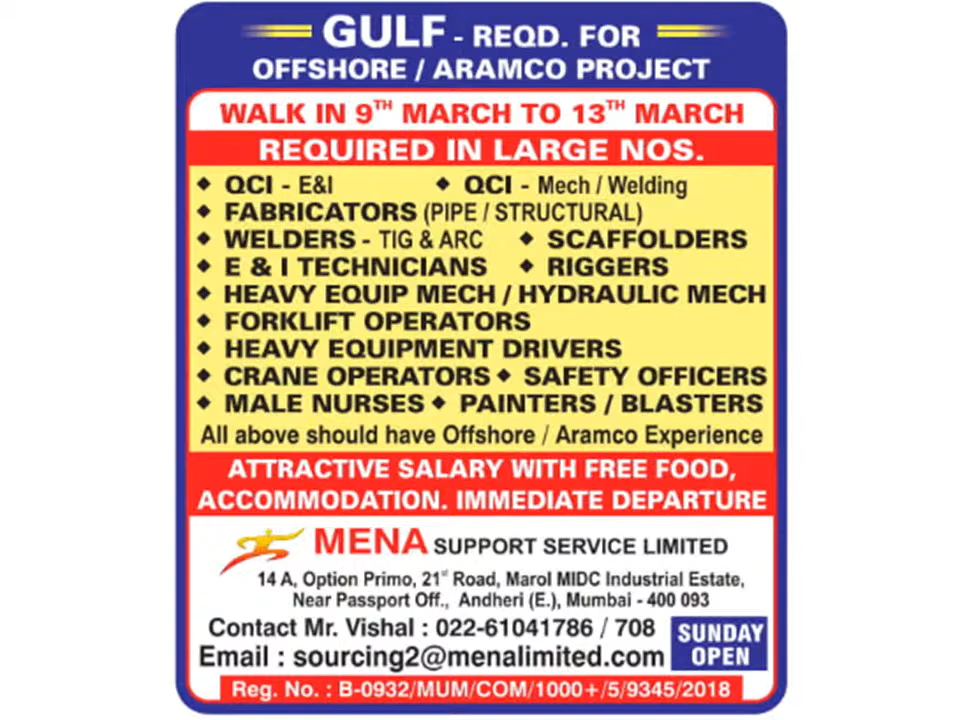 GULF - REQD. FOR
OFFSHORE / ARAMCO PROJECT
WALK IN 9TH MARCH TO 13TH MARCH
REQUIRED IN LARGE NOS.
◆ QCI - E&I ◆ QCI - Mech / Welding
◆ FABRICATORS (PIPE / STRUCTURAL)
◆ WELDERS - TIG & ARC ◆ SCAFFOLDERS
◆ E & I TECHNICIANS ◆ RIGGERS
◆ HEAVY EQUIP MECH / HYDRAULIC MECH
◆ FORKLIFT OPERATORS
◆ HEAVY EQUIPMENT DRIVERS
◆ CRANE OPERATORS ◆ SAFETY OFFICERS
◆ MALE NURSES ◆ PAINTERS / BLASTERS
All above should have Offshore / Aramco Experience
ATTRACTIVE SALARY WITH FREE FOOD,
ACCOMMODATION. IMMEDIATE DEPARTURE
MENA SUPPORT SERVICE LIMITED
14 A, Option Primo, 21st Road, Marol MIDC Industrial Estate,
Near Passport Off., Andheri (E.), Mumbai - 400 093
Contact Mr. Vishal : 022-61041786 / 708
Email : sourcing2@menalimited.com
SUNDAY
OPEN
Reg. No. : B-0932/MUM/COM/1000+/5/9345/2018